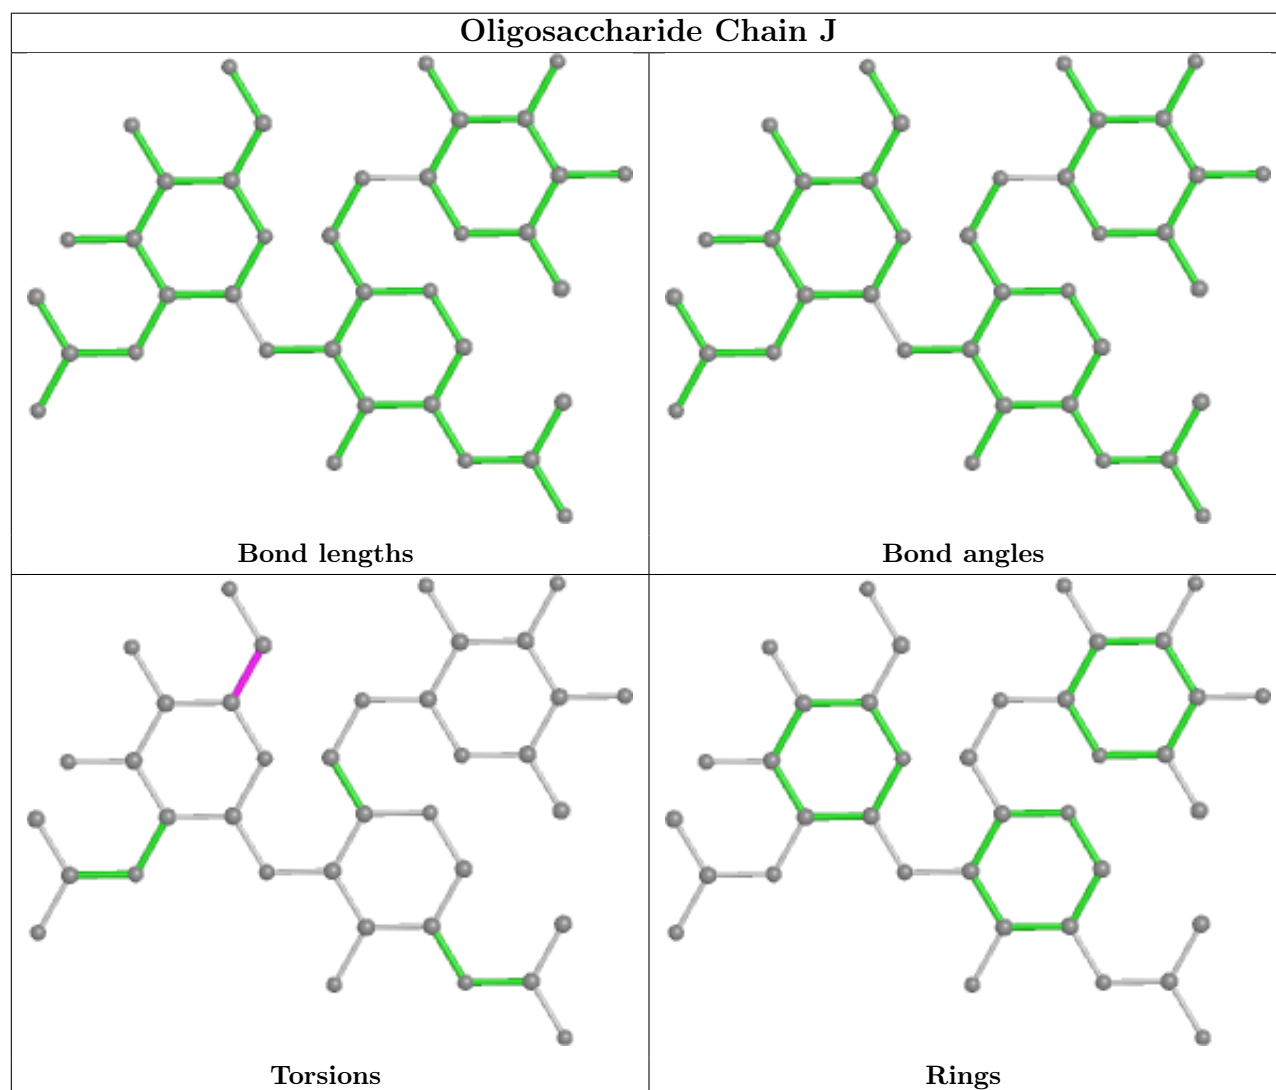 Oligosaccharide Chain J
Bond lengths
Bond angles
Torsions
Rings